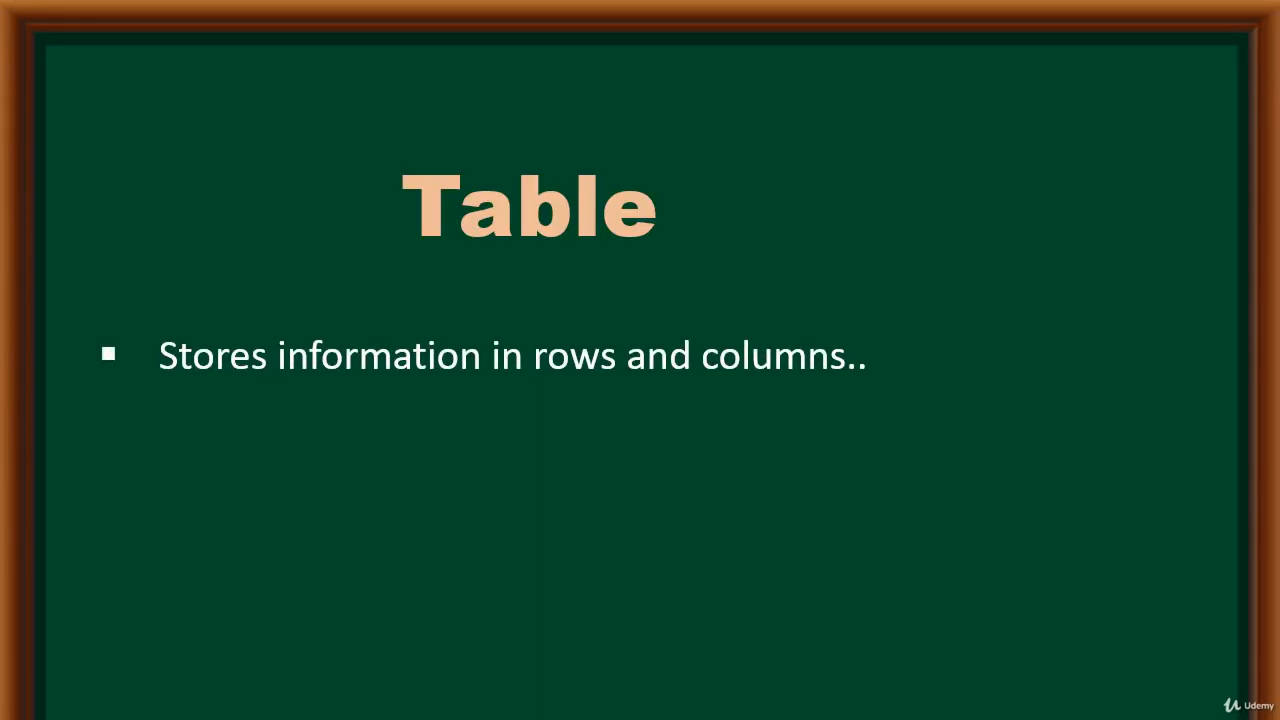 Table
▪ Stores information in rows and columns..
Udemy